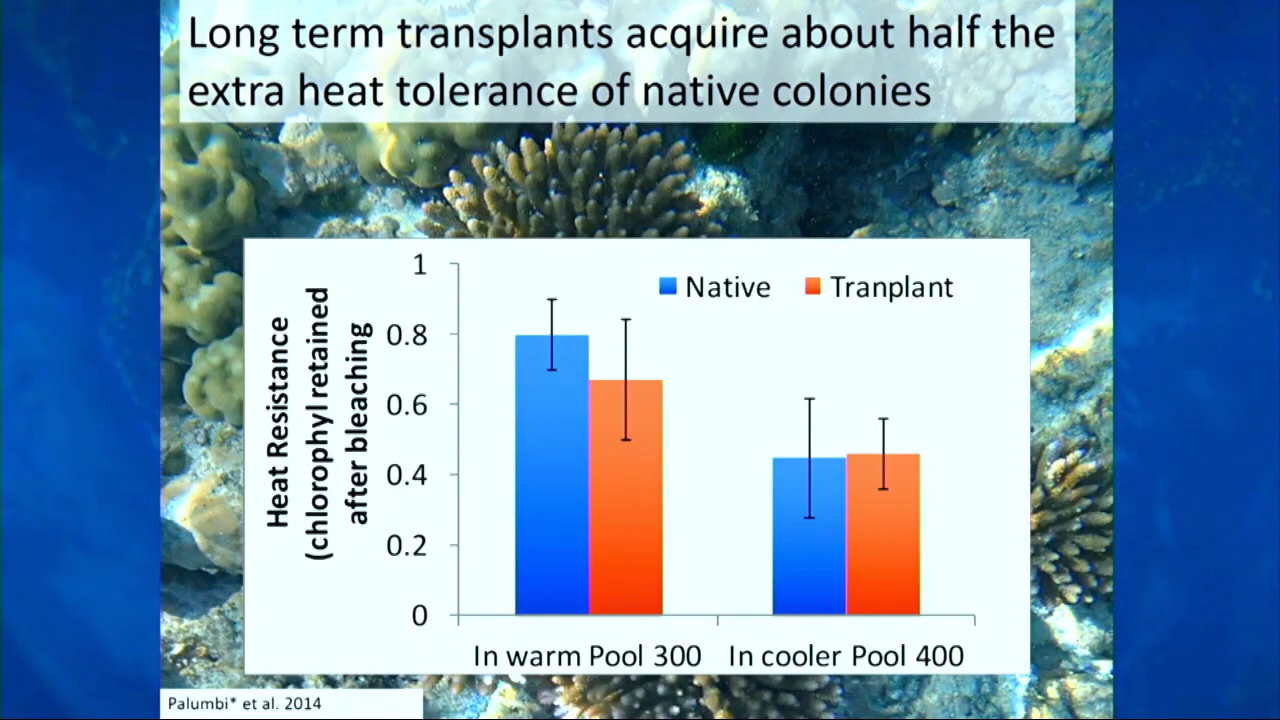 Long term transplants acquire about half the
extra heat tolerance of native colonies
Heat Resistance
(chlorophyl retained
after bleaching
1
0.8
0.6
0.4
0.2
0
Native
Tranplant
In warm Pool 300
In cooler Pool 400
Palumbi* et al. 2014